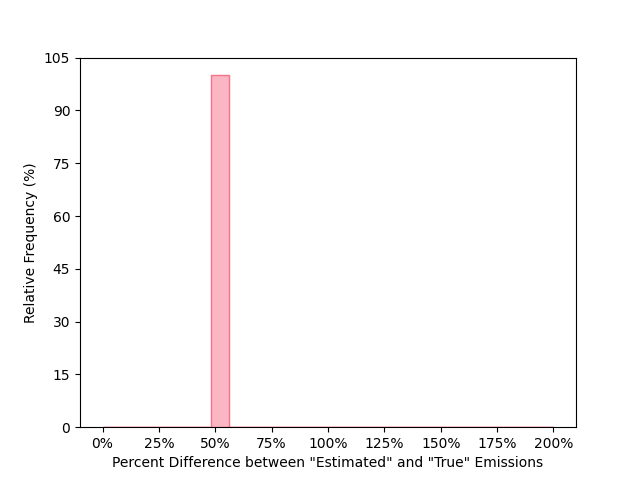 105
90
75
60
45
30
15
0
Relative Frequency (%)
0% 25% 50% 75% 100% 125% 150% 175% 200%
Percent Difference between "Estimated" and "True" Emissions